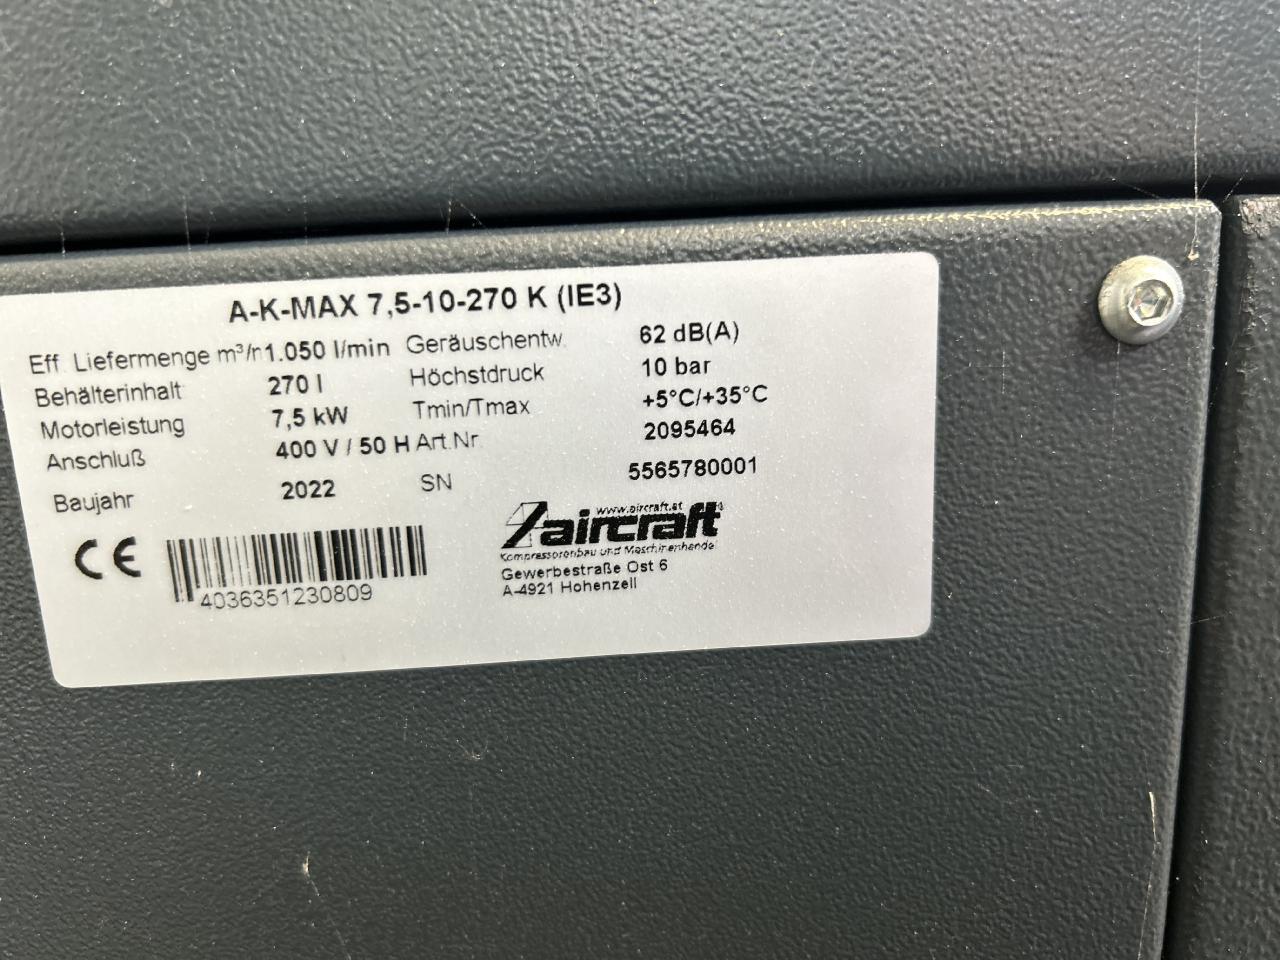 A-K-MAX 7,5-10-270 K (IE3)
Eff. Liefermenge m³/r1.050 l/min Geräuschentw. 62 dB(A)
Behälterinhalt 270 l Höchstdruck 10 bar
Motorleistung 7,5 kW Tmin/Tmax +5°C/+35°C
Anschluß 400 V / 50 H Art.Nr. 2095464
Baujahr 2022 SN 5565780001
CE
4036351230809
www.aircraft.at
aircraft®
Kompressorenbau und Maschinenhandel
Gewerbestraße Ost 6
A-4921 Hohenzell